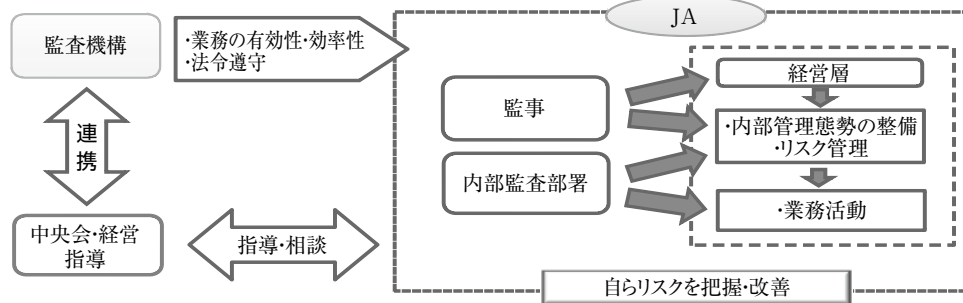 JA
監査機構
・業務の有効性・効率性
・法令遵守
経営層
監事
・内部管理態勢の整備
・リスク管理
連携
内部監査部署
・業務活動
中央会・経営
指導
指導・相談
自らリスクを把握・改善